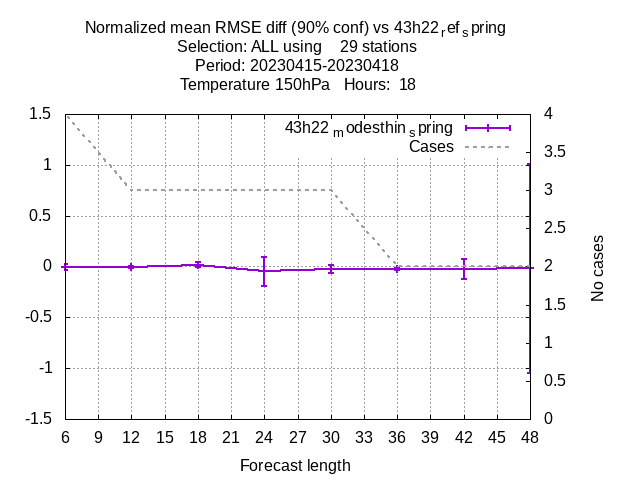 Normalized mean RMSE diff (90% conf) vs 43h22refspring
Selection: ALL using 29 stations
Period: 20230415-20230418
Temperature 150hPa Hours: 18
43h22modesthinspring
Cases
1.5
1
0.5
0
-0.5
-1
-1.5
4
3.5
3
2.5
2
1.5
1
0.5
0
No cases
6 9 12 15 18 21 24 27 30 33 36 39 42 45 48
Forecast length